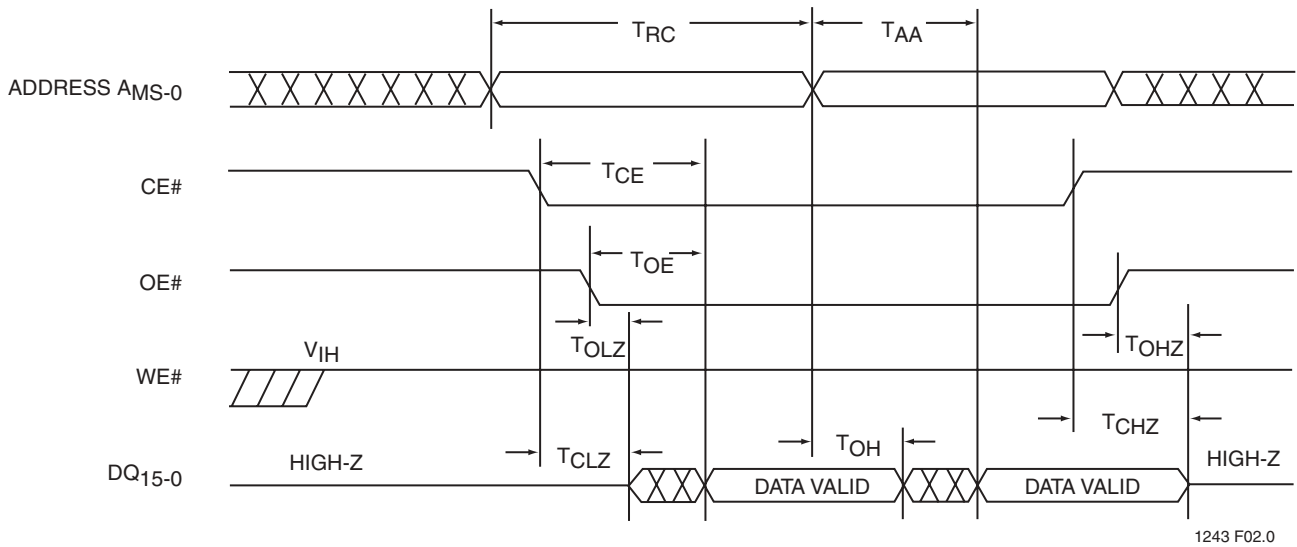 TRC
TAA
ADDRESS AMS-0
TCE
CE#
TOE
OE#
TOLZ
TOHZ
VIH
WE#
TCHZ
TCLZ
TOH
HIGH-Z
HIGH-Z
DQ15-0
DATA VALID
DATA VALID
1243 F02.0